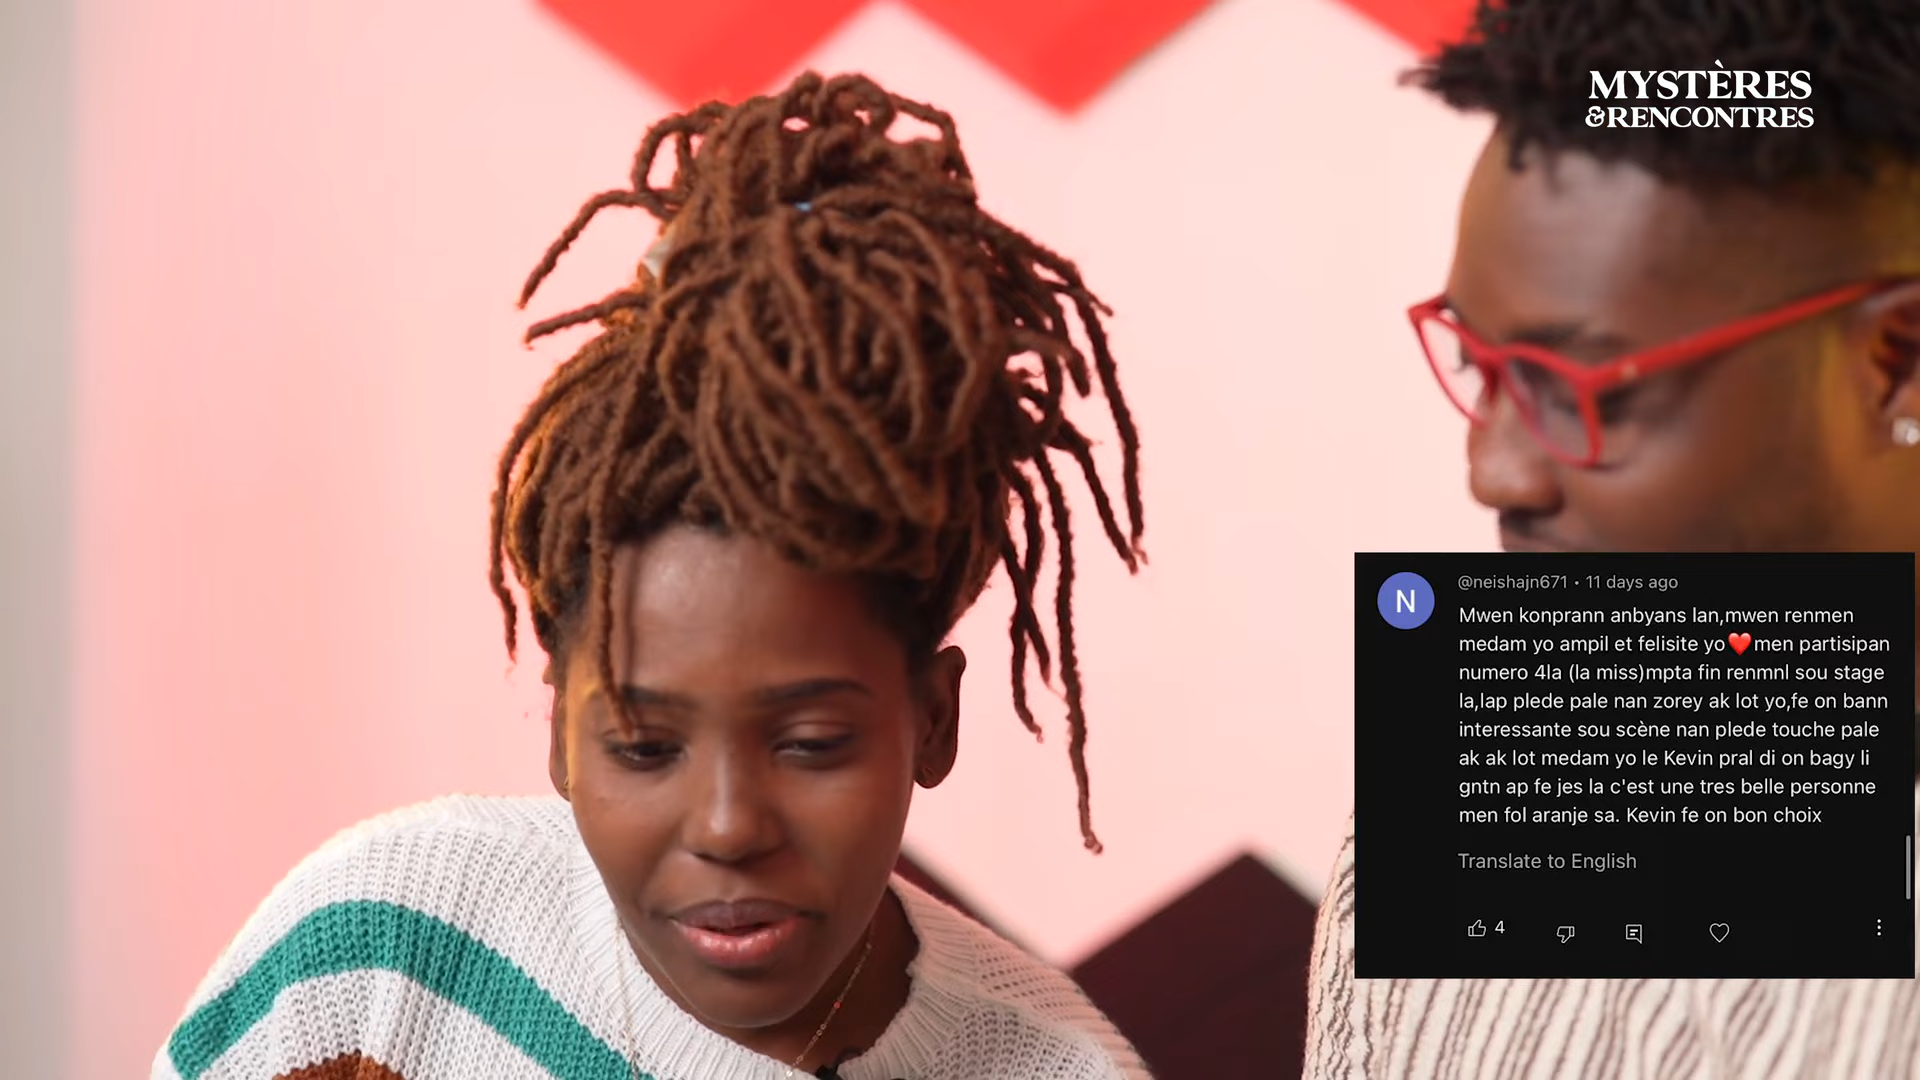 MYSTÈRES
&RENCONTRES
N
@neishajn671 • 11 days ago
Mwen konprann anbyans lan,mwen renmen
medam yo ampil et felisite yo❤️men partisipan
numero 4la (la miss)mpta fin renmnl sou stage
la,lap plede pale nan zorey ak lot yo,fe on bann
interessante sou scène nan plede touche pale
ak ak lot medam yo le Kevin pral di on bagy li
gntn ap fe jes la c'est une tres belle personne
men fol aranje sa. Kevin fe on bon choix
Translate to English
4